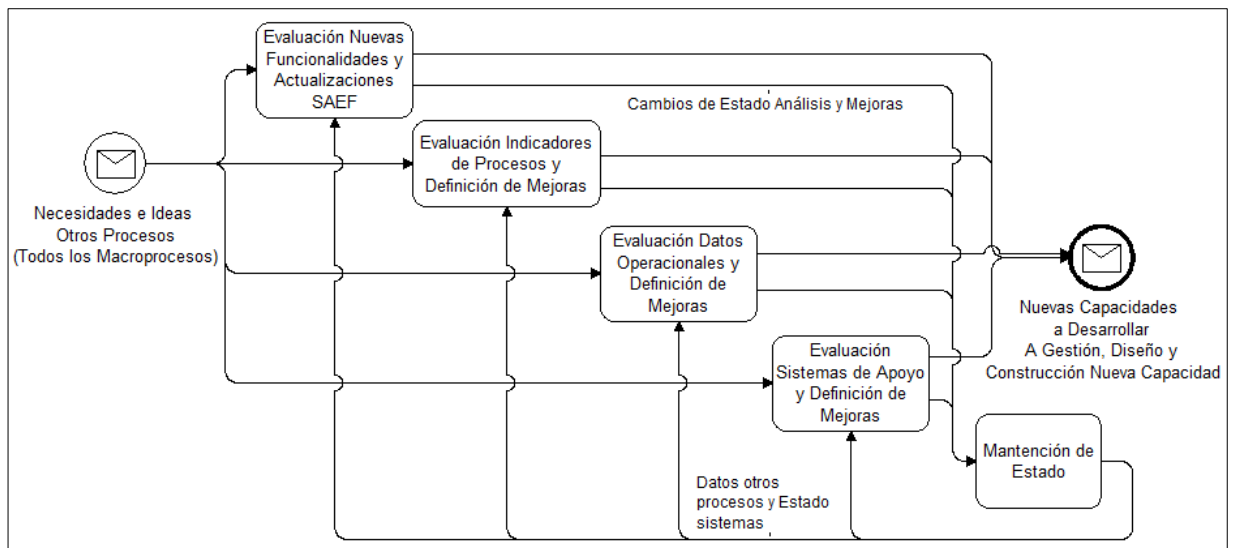 Evaluación Nuevas
Funcionalidades y
Actualizaciones
SAEF
Cambios de Estado Análisis y Mejoras
Evaluación Indicadores
de Procesos y
Definición de Mejoras
Necesidades e Ideas
Otros Procesos
(Todos los Macroprocesos)
Evaluación Datos
Operacionales y
Definición de
Mejoras
Nuevas Capacidades
a Desarrollar
A Gestión, Diseño y
Construcción Nueva Capacidad
Evaluación
Sistemas de Apoyo
y Definición de
Mejoras
Mantención de
Estado
Datos otros
procesos y Estado
sistemas